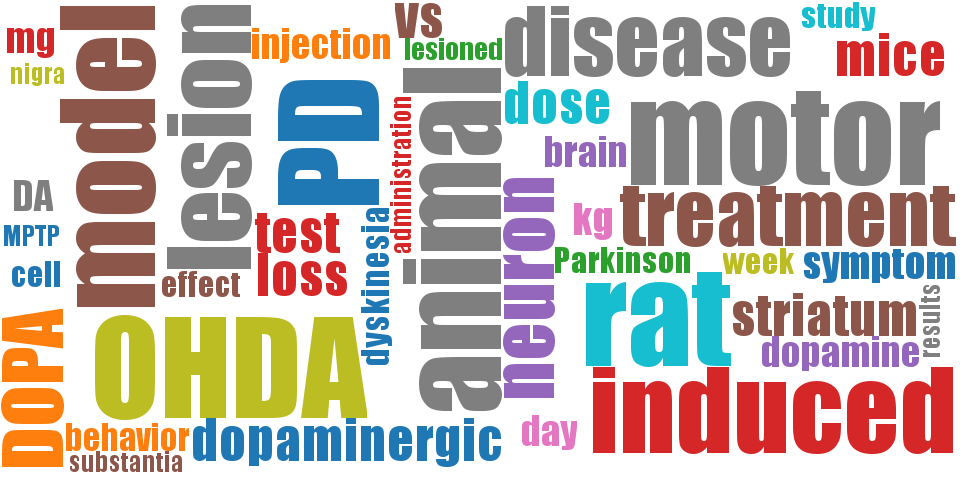 mg
nigra
model
lesion
injection
vs
lesioned
disease
study
mice
PD
administration
animal
dose
brain
motor
DA
MPTP
cell
test
loss
effect
dyskinesia
neuron
kg
treatment
Parkinson
week
symptom
DOPA
OHDA
rat
striatum
results
dopamine
induced
behavior
substantia
dopaminergic
day